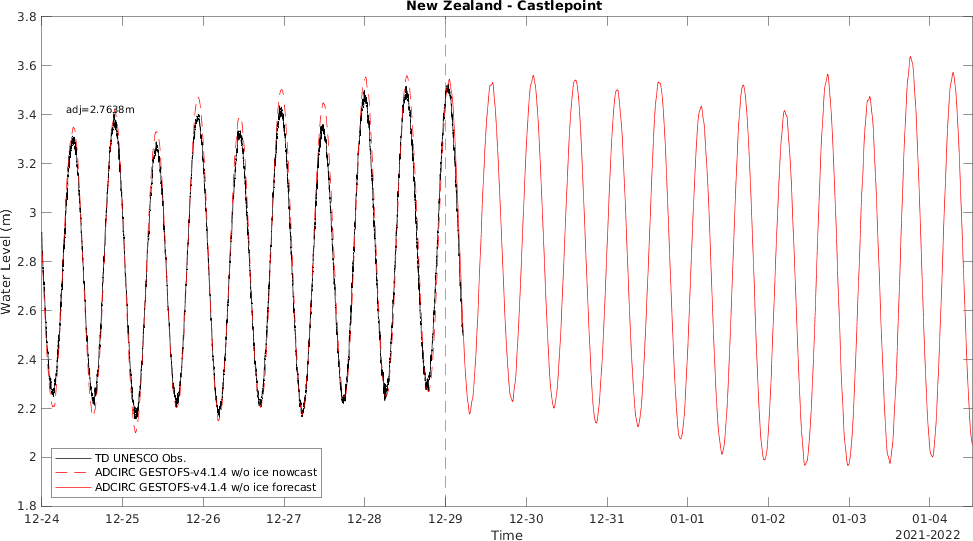 New Zealand - Castlepoint
3.8
3.6
3.4
3.2
3
2.8
2.6
2.4
2.2
2
1.8
Water Level (m)
adj=2.7638m
TD UNESCO Obs.
ADCIRC GESTOFS-v4.1.4 w/o ice nowcast
ADCIRC GESTOFS-v4.1.4 w/o ice forecast
12-24 12-25 12-26 12-27 12-28 12-29 12-30 12-31 01-01 01-02 01-03 01-04
Time
2021-2022